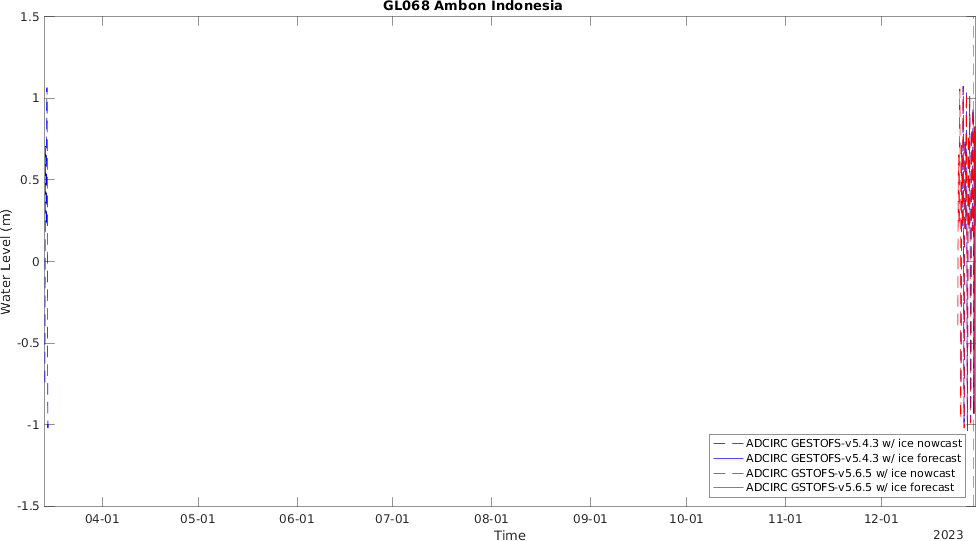 GL068 Ambon Indonesia
1.5
1
0.5
0
-0.5
-1
-1.5
Water Level (m)
ADCIRC GESTOFS-v5.4.3 w/ ice nowcast
ADCIRC GESTOFS-v5.4.3 w/ ice forecast
ADCIRC GSTOFS-v5.6.5 w/ ice nowcast
ADCIRC GSTOFS-v5.6.5 w/ ice forecast
04-01 05-01 06-01 07-01 08-01 09-01 10-01 11-01 12-01
Time
2023